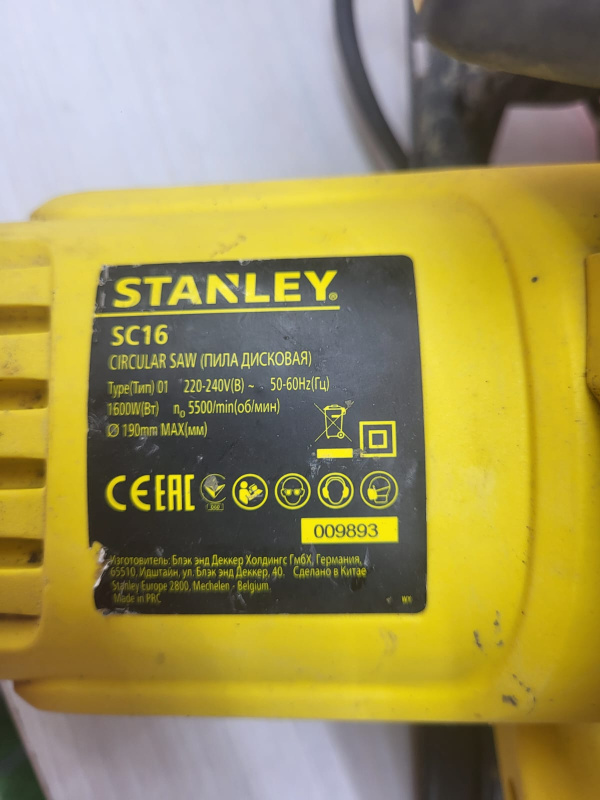 STANLEY®
SC16
CIRCULAR SAW (ПИЛА ДИСКОВАЯ)
Type(Тип) 01 220-240V(В) ~ 50-60Hz(Гц)
1600W(Вт) n₀ 5500/min(об/мин)
Ø 190mm MAX(мм)
CE EAC
009893
Изготовитель: Блэк энд Деккер Холдингс ГмбХ, Германия,
65510, Идштайн, ул. Блэк энд Деккер, 40. Сделано в Китае
Stanley Europe 2800, Mechelen - Belgium
Made in PRC